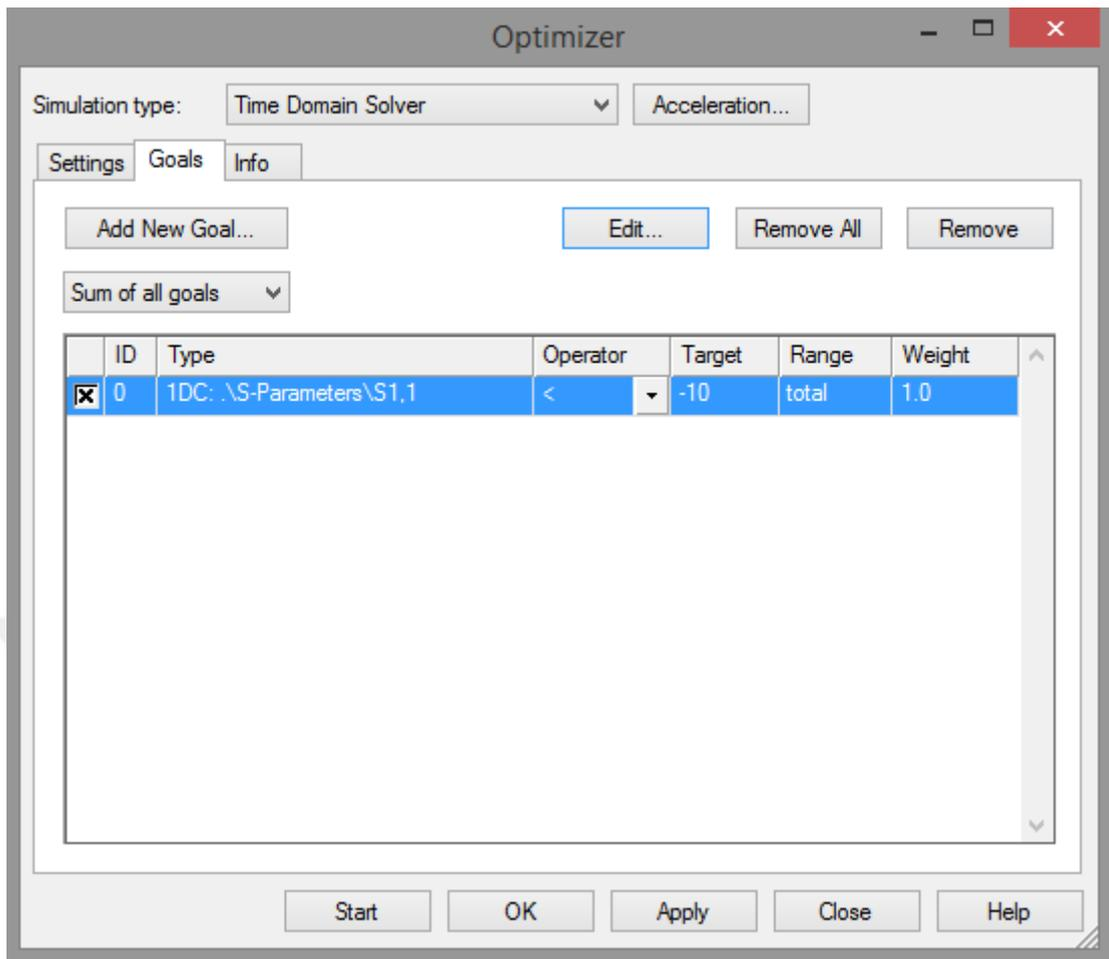 Optimizer
Simulation type: Time Domain Solver Acceleration...
Settings Goals Info
Add New Goal... Edit... Remove All Remove
Sum of all goals
ID Type Operator Target Range Weight
0 1DC: .\S-Parameters\S1,1 < -10 total 1.0
Start OK Apply Close Help